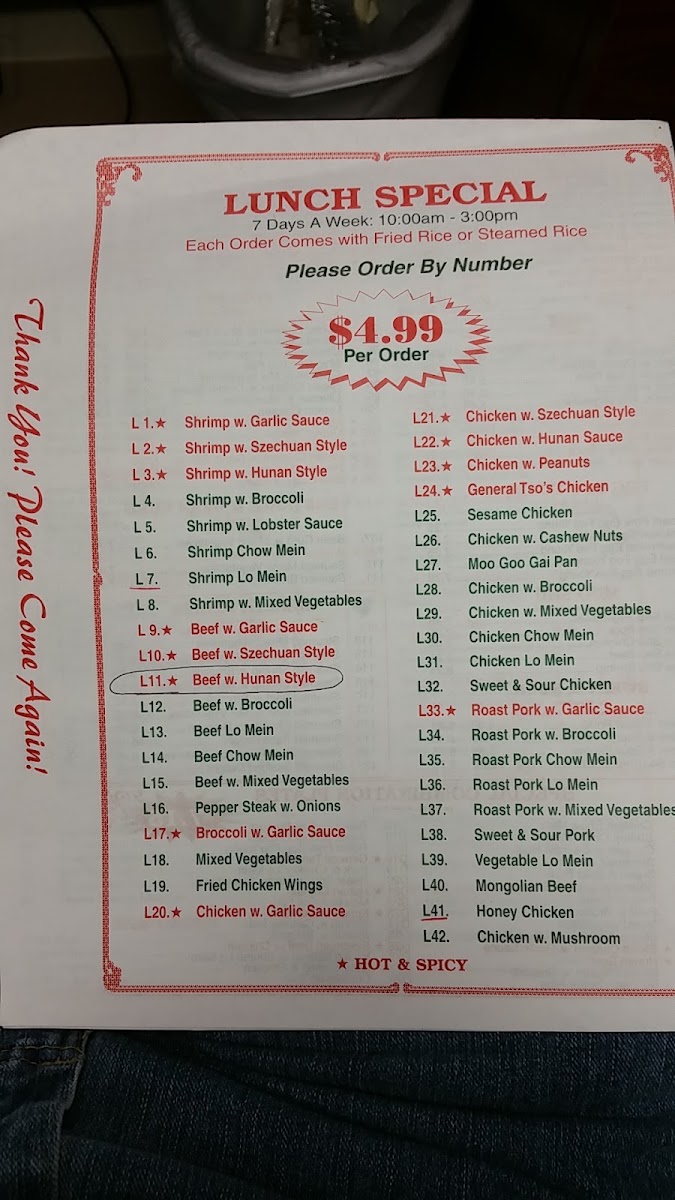 LUNCH SPECIAL
7 Days A Week: 10:00am - 3:00pm
Each Order Comes with Fried Rice or Steamed Rice
Please Order By Number
$4.99
Per Order
L 1.★ Shrimp w. Garlic Sauce
L 2.★ Shrimp w. Szechuan Style
L 3.★ Shrimp w. Hunan Style
L 4. Shrimp w. Broccoli
L 5. Shrimp w. Lobster Sauce
L 6. Shrimp Chow Mein
L 7. Shrimp Lo Mein
L 8. Shrimp w. Mixed Vegetables
L 9.★ Beef w. Garlic Sauce
L10.★ Beef w. Szechuan Style
L11.★ Beef w. Hunan Style
L12. Beef w. Broccoli
L13. Beef Lo Mein
L14. Beef Chow Mein
L15. Beef w. Mixed Vegetables
L16. Pepper Steak w. Onions
L17.★ Broccoli w. Garlic Sauce
L18. Mixed Vegetables
L19. Fried Chicken Wings
L20.★ Chicken w. Garlic Sauce
L21.★ Chicken w. Szechuan Style
L22.★ Chicken w. Hunan Sauce
L23.★ Chicken w. Peanuts
L24.★ General Tso's Chicken
L25. Sesame Chicken
L26. Chicken w. Cashew Nuts
L27. Moo Goo Gai Pan
L28. Chicken w. Broccoli
L29. Chicken w. Mixed Vegetables
L30. Chicken Chow Mein
L31. Chicken Lo Mein
L32. Sweet & Sour Chicken
L33.★ Roast Pork w. Garlic Sauce
L34. Roast Pork w. Broccoli
L35. Roast Pork Chow Mein
L36. Roast Pork Lo Mein
L37. Roast Pork w. Mixed Vegetables
L38. Sweet & Sour Pork
L39. Vegetable Lo Mein
L40. Mongolian Beef
L41. Honey Chicken
L42. Chicken w. Mushroom
★ HOT & SPICY
Thank You! Please Come Again!